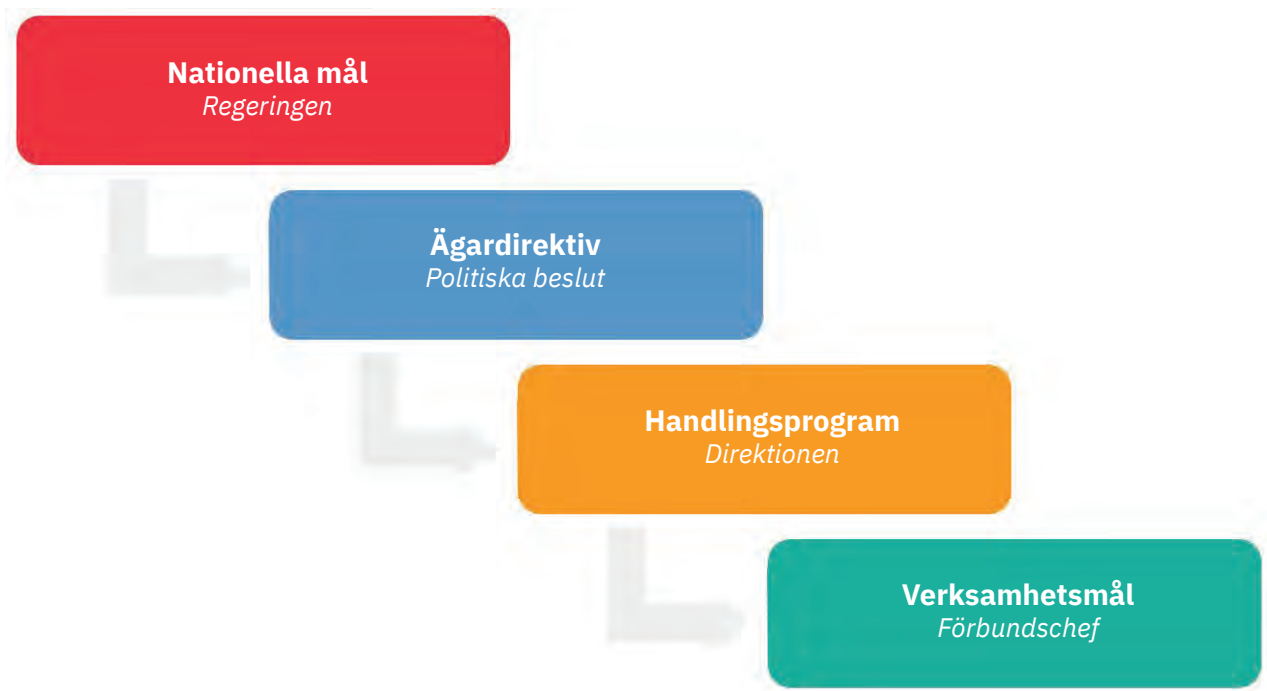 Nationella mål
Regeringen
Ägardirektiv
Politiska beslut
Handlingsprogram
Direktionen
Verksamhetsmål
Förbundschef